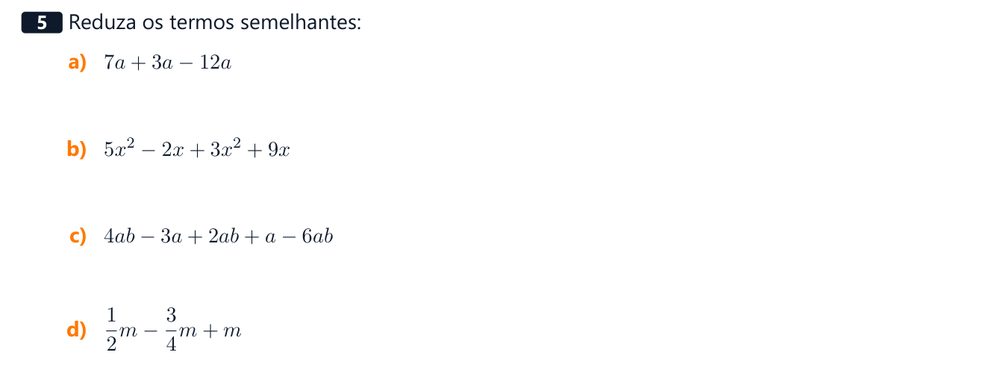 5 Reduza os termos semelhantes:
a) 7a + 3a − 12a
b) 5x² − 2x + 3x² + 9x
c) 4ab − 3a + 2ab + a − 6ab
d) 1/2 m − 3/4 m + m